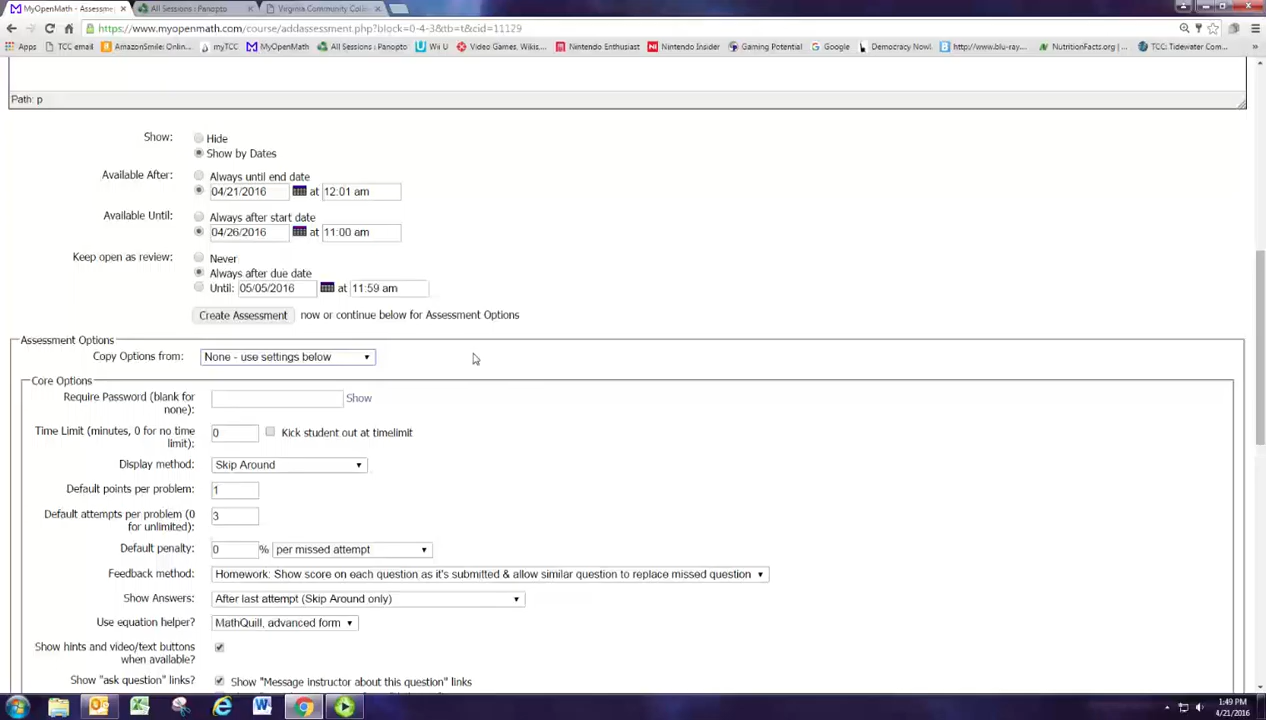 MyOpenMath - Assessme
All Sessions : Panopto
Virginia Community Colle
https://www.myopenmath.com/course/addassessment.php?block=0-4-3&tb=t&cid=11129
Apps
TCC email
AmazonSmile: Onlin...
myTCC
MyOpenMath
All Sessions : Panopto
Wii U
Video Games, Wikis...
Nintendo Enthusiast
Nintendo Insider
Gaming Potential
Google
Democracy Now!
http://www.blu-ray...
NutritionFacts.org |...
TCC: Tidewater Com...
Path: p
Show:
Hide
Show by Dates
Available After:
Always until end date
04/21/2016 at 12:01 am
Available Until:
Always after start date
04/26/2016 at 11:00 am
Keep open as review:
Never
Always after due date
Until: 05/05/2016 at 11:59 am
Create Assessment now or continue below for Assessment Options
Assessment Options
Copy Options from: None - use settings below
Core Options
Require Password (blank for none): Show
Time Limit (minutes, 0 for no time limit): 0 Kick student out at timelimit
Display method: Skip Around
Default points per problem: 1
Default attempts per problem (0 for unlimited): 3
Default penalty: 0 % per missed attempt
Feedback method: Homework: Show score on each question as it's submitted & allow similar question to replace missed question
Show Answers: After last attempt (Skip Around only)
Use equation helper? MathQuill, advanced form
Show hints and video/text buttons when available?
Show "ask question" links? Show "Message instructor about this question" links
1:49 PM
4/21/2016